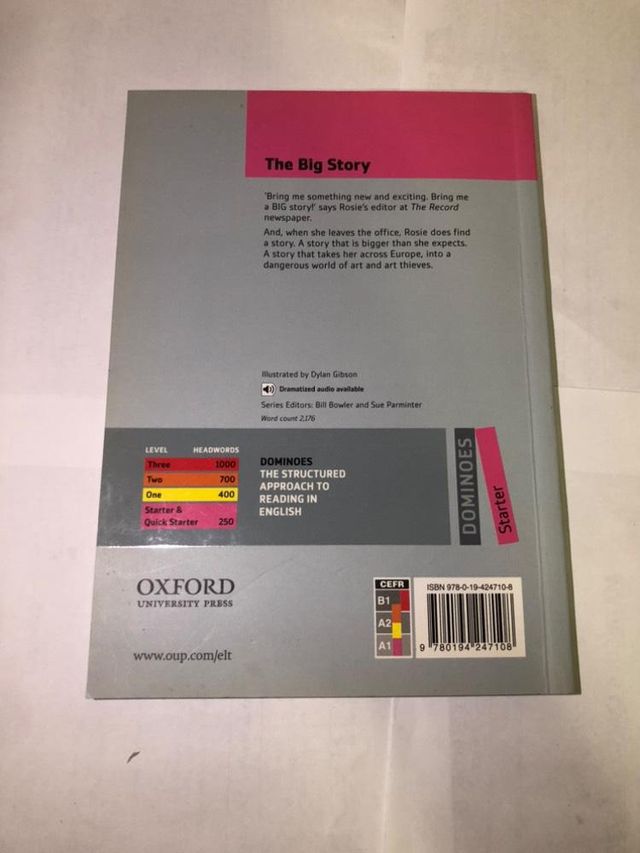 The Big Story
'Bring me something new and exciting. Bring me
a BIG story!' says Rosie's editor at The Record
newspaper.
And, when she leaves the office, Rosie does find
a story. A story that is bigger than she expects.
A story that takes her across Europe, into a
dangerous world of art and art thieves.
Illustrated by Dylan Gibson
Dramatized audio available
Series Editors: Bill Bowler and Sue Parminter
Word count 2,176
LEVEL HEADWORDS
Three 1000
Two 700
One 400
Starter &
Quick Starter 250
DOMINOES
THE STRUCTURED
APPROACH TO
READING IN
ENGLISH
DOMINOES
Starter
OXFORD
UNIVERSITY PRESS
www.oup.com/elt
CEFR
B1
A2
A1
ISBN 978-0-19-424710-8
9 780194 247108